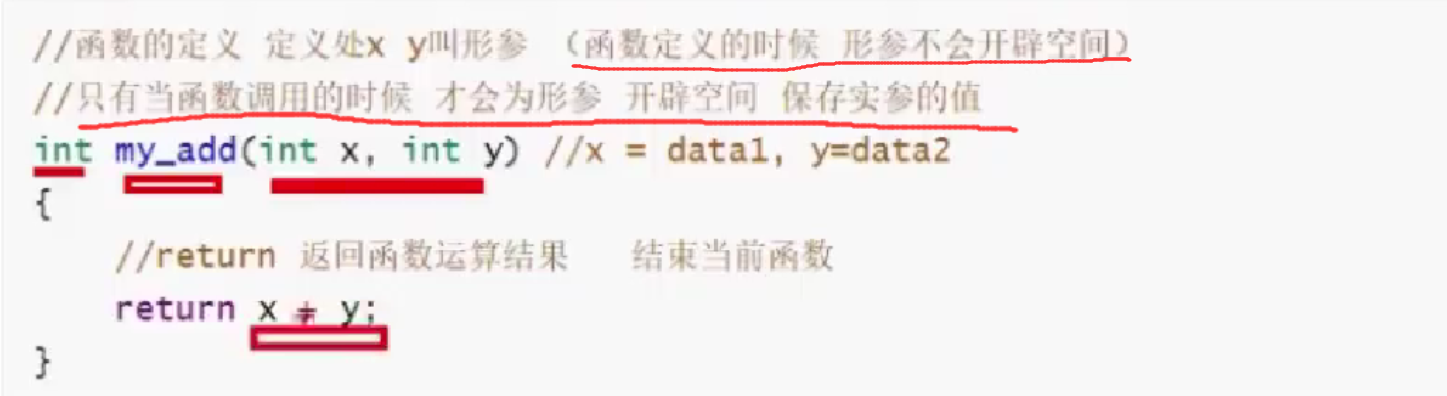 //函数的定义 定义处x y叫形参 （函数定义的时候 形参不会开辟空间）
//只有当函数调用的时候 才会为形参 开辟空间 保存实参的值
int my_add(int x, int y) //x = data1, y=data2
{
//return 返回函数运算结果 结束当前函数
return x + y;
}